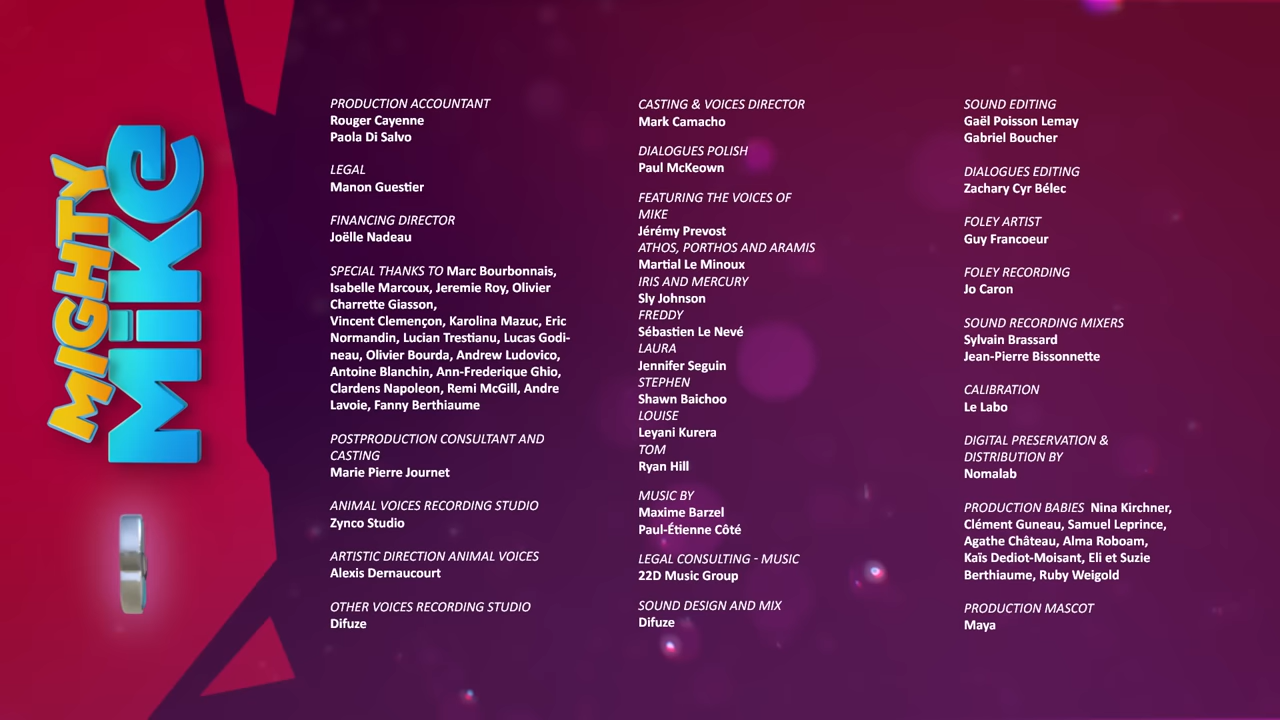 MIGHTY
MIKE
PRODUCTION ACCOUNTANT
Rouger Cayenne
Paola Di Salvo
LEGAL
Manon Guestier
FINANCING DIRECTOR
Joëlle Nadeau
SPECIAL THANKS TO Marc Bourbonnais,
Isabelle Marcoux, Jeremie Roy, Olivier
Charrette Giasson,
Vincent Clemençon, Karolina Mazuc, Eric
Normandin, Lucian Trestianu, Lucas Godi-
neau, Olivier Bourda, Andrew Ludovico,
Antoine Blanchin, Ann-Frederique Ghio,
Clardens Napoleon, Remi McGill, Andre
Lavoie, Fanny Berthiaume
POSTPRODUCTION CONSULTANT AND
CASTING
Marie Pierre Journet
ANIMAL VOICES RECORDING STUDIO
Zynco Studio
ARTISTIC DIRECTION ANIMAL VOICES
Alexis Dernaucourt
OTHER VOICES RECORDING STUDIO
Difuze
CASTING & VOICES DIRECTOR
Mark Camacho
DIALOGUES POLISH
Paul McKeown
FEATURING THE VOICES OF
MIKE
Jérémy Prevost
ATHOS, PORTHOS AND ARAMIS
Martial Le Minoux
IRIS AND MERCURY
Sly Johnson
FREDDY
Sébastien Le Nevé
LAURA
Jennifer Seguin
STEPHEN
Shawn Baichoo
LOUISE
Leyani Kurera
TOM
Ryan Hill
MUSIC BY
Maxime Barzel
Paul-Étienne Côté
LEGAL CONSULTING - MUSIC
22D Music Group
SOUND DESIGN AND MIX
Difuze
SOUND EDITING
Gaël Poisson Lemay
Gabriel Boucher
DIALOGUES EDITING
Zachary Cyr Bélec
FOLEY ARTIST
Guy Francoeur
FOLEY RECORDING
Jo Caron
SOUND RECORDING MIXERS
Sylvain Brassard
Jean-Pierre Bissonnette
CALIBRATION
Le Labo
DIGITAL PRESERVATION &
DISTRIBUTION BY
Nomalab
PRODUCTION BABIES Nina Kirchner,
Clément Guneau, Samuel Leprince,
Agathe Château, Alma Roboam,
Kaïs Dediot-Moisant, Eli et Suzie
Berthiaume, Ruby Weigold
PRODUCTION MASCOT
Maya